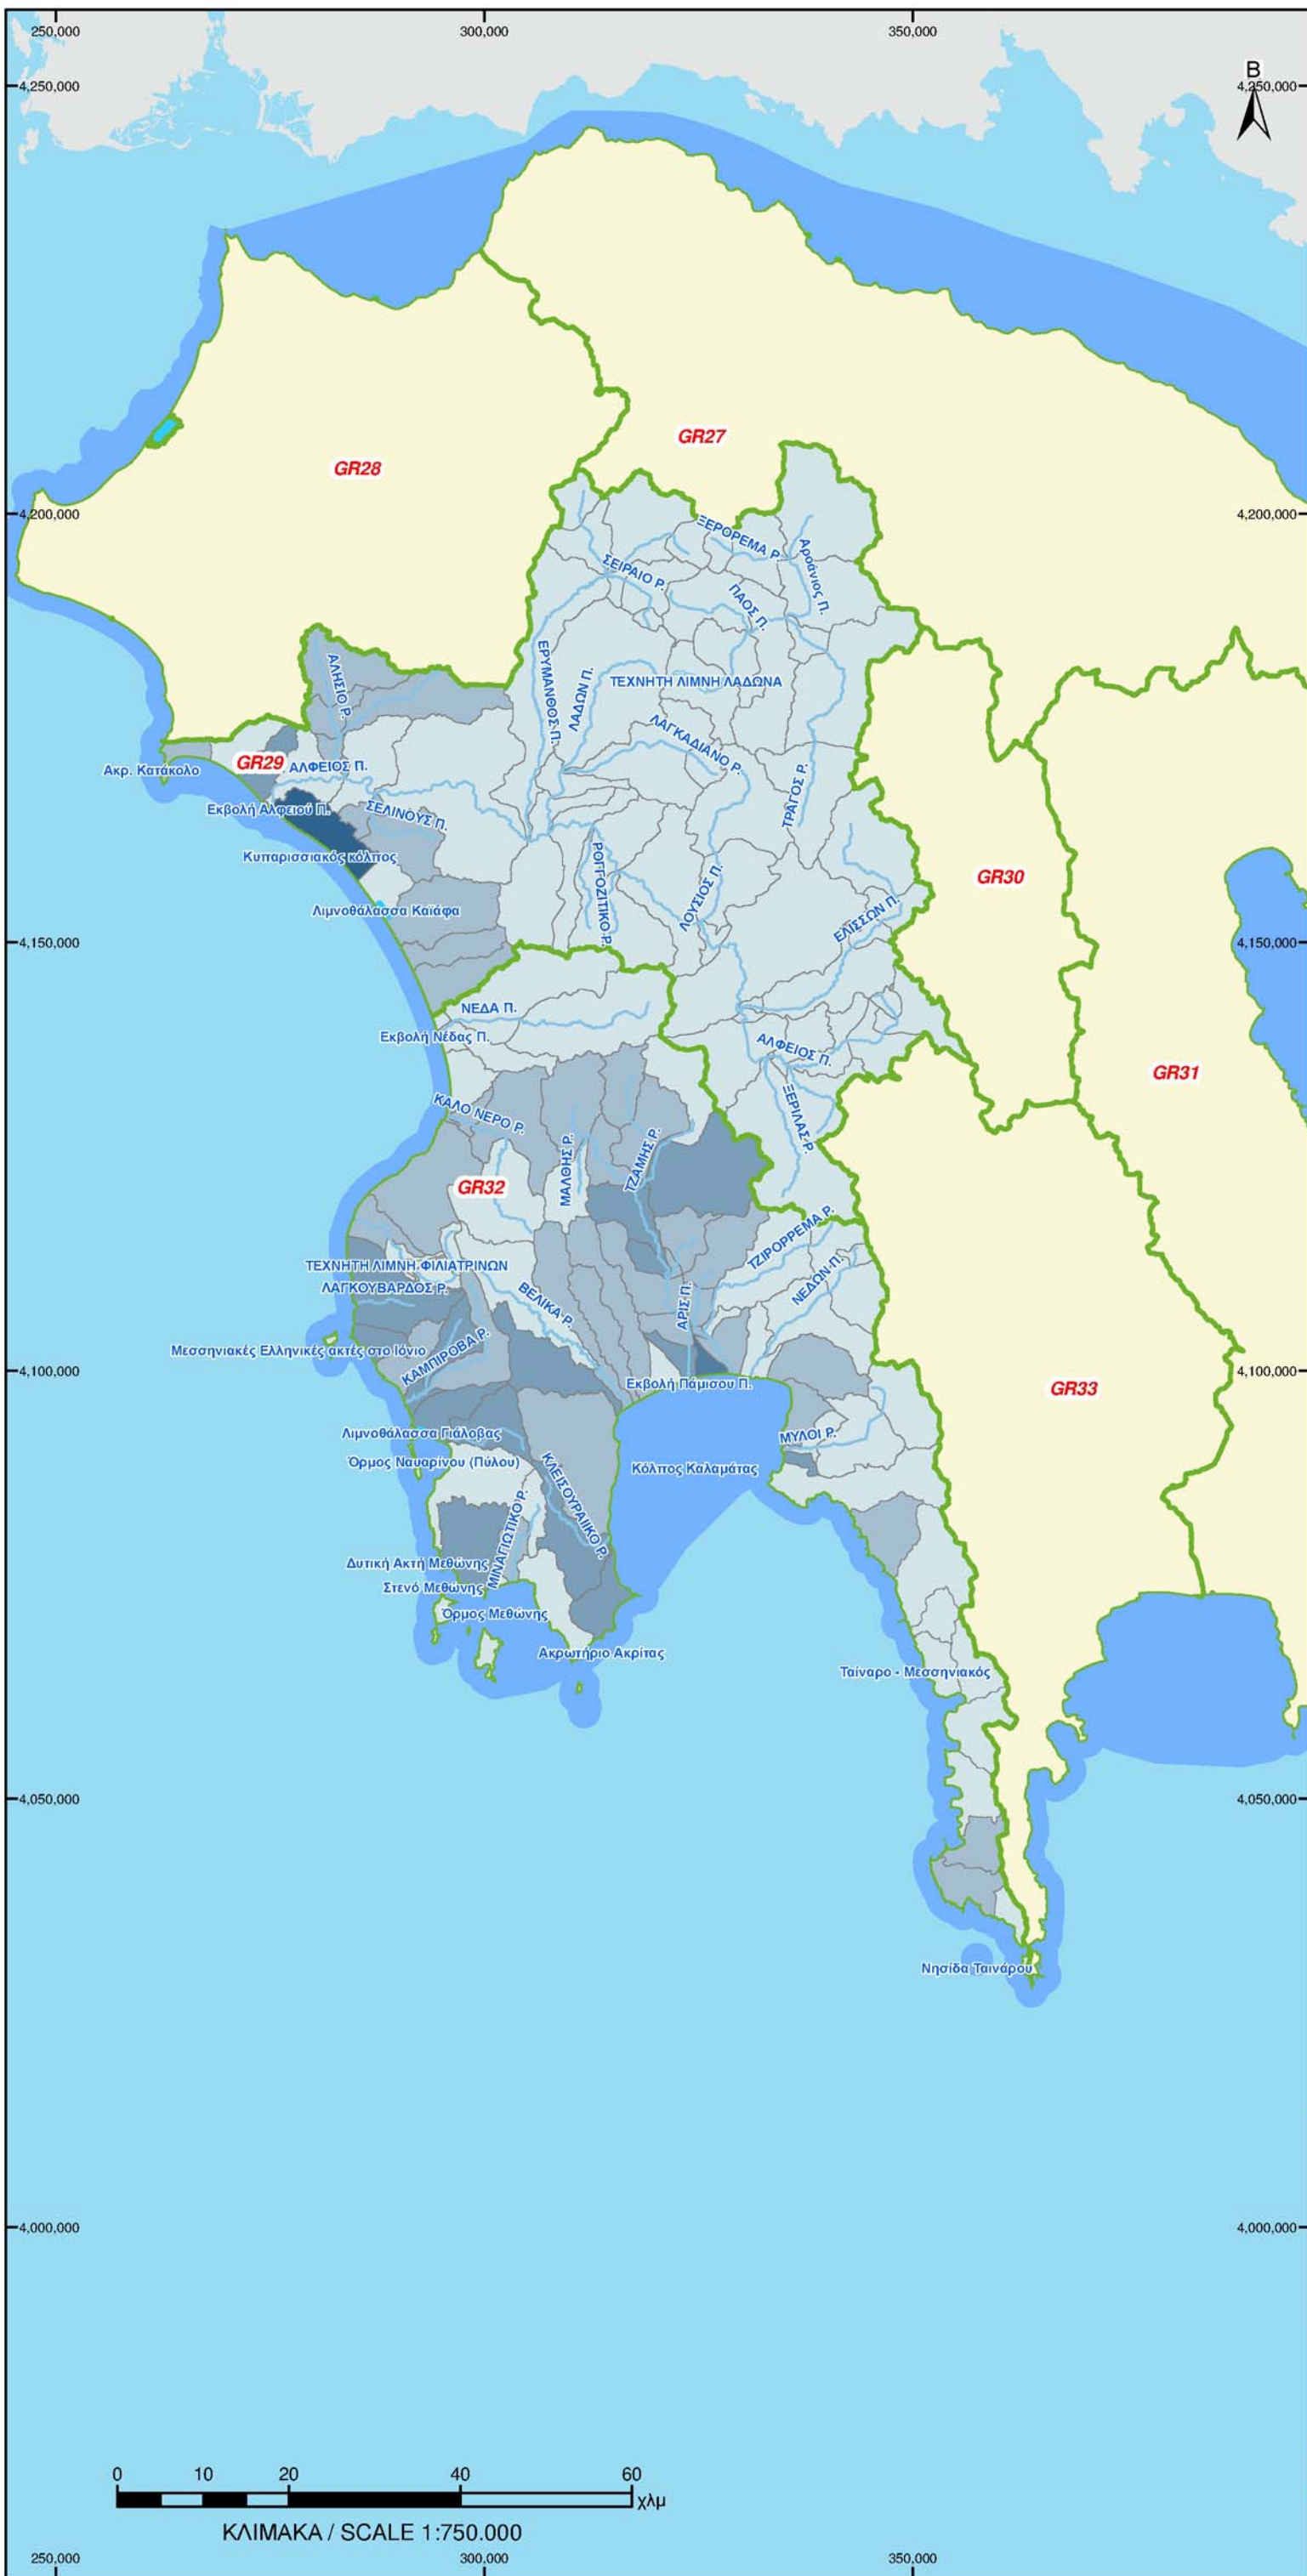 250,000
300,000
350,000
B
4,250,000
4,250,000
GR27
GR28
4,200,000
4,200,000
ΞΕΡΟΡΕΜΑ Ρ.
Αροάνιος Π.
ΣΕΙΡΑΙΟ Ρ.
ΠΑΟΣ Π.
ΕΡΥΜΑΝΘΟΣ Π.
ΑΛΗΣΙΟ Ρ.
ΛΑΔΩΝ Π.
ΤΕΧΝΗΤΗ ΛΙΜΝΗ ΛΑΔΩΝΑ
ΛΑΓΚΑΔΙΑΝΟ Ρ.
GR29
ΑΛΦΕΙΟΣ Π.
Ακρ. Κατάκολο
ΤΡΑΓΟΣ Ρ.
Εκβολή Αλφειού Π.
ΣΕΛΙΝΟΥΣ Π.
Κυπαρισσιακός κόλπος
ΡΟΓΓΟΖΙΤΙΚΟ Ρ.
GR30
ΛΟΥΣΙΟΣ Π.
Λιμνοθάλασσα Καϊάφα
ΕΛΙΣΣΩΝ Π.
4,150,000
4,150,000
ΝΕΔΑ Π.
Εκβολή Νέδας Π.
ΑΛΦΕΙΟΣ Π.
GR31
ΚΑΛΟ ΝΕΡΟ Ρ.
ΞΕΡΙΛΑΣ Ρ.
ΜΑΛΘΗΣ Ρ.
ΤΖΑΜΗΣ Ρ.
GR32
ΤΖΙΡΟΡΡΕΜΑ Ρ.
ΤΕΧΝΗΤΗ ΛΙΜΝΗ ΦΙΛΙΑΤΡΙΝΩΝ
ΛΑΓΚΟΥΒΑΡΔΟΣ Ρ.
ΝΕΔΩΝ Π.
ΒΕΛΙΚΑ Ρ.
ΑΡΙΣ Π.
Μεσσηνιακές Ελληνικές ακτές στο Ιόνιο
ΚΑΜΠΙΡΟΒΑ Ρ.
4,100,000
4,100,000
Εκβολή Πάμισου Π.
GR33
Λιμνοθάλασσα Γιάλοβας
ΜΥΛΟΙ Ρ.
Όρμος Ναυαρίνου (Πύλου)
Κόλπος Καλαμάτας
ΚΛΕΙΣΟΥΡΑΙΙΚΟ Ρ.
ΜΙΝΑΓΙΩΤΙΚΟ Ρ.
Δυτική Ακτή Μεθώνης
Στενό Μεθώνης
Όρμος Μεθώνης
Ακρωτήριο Ακρίτας
Ταίναρο - Μεσσηνιακός
4,050,000
4,050,000
Νησίδα Ταινάρου
4,000,000
4,000,000
0 10 20 40 60
χλμ
ΚΛΙΜΑΚΑ / SCALE 1:750.000
250,000
300,000
350,000